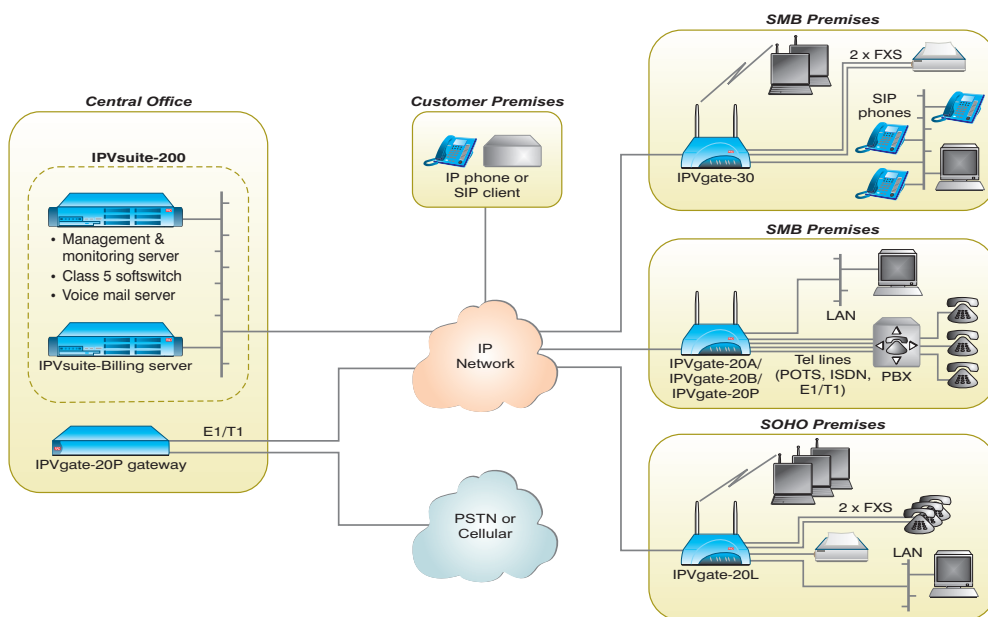 Central Office
IPVsuite-200
• Management &
monitoring server
• Class 5 softswitch
• Voice mail server
IPVsuite-Billing server
E1/T1
IPVgate-20P gateway
Customer Premises
IP phone or
SIP client
IP
Network
PSTN or
Cellular
SMB Premises
2 x FXS
SIP
phones
IPVgate-30
SMB Premises
LAN
IPVgate-20A/
IPVgate-20B/
IPVgate-20P
Tel lines
(POTS, ISDN,
E1/T1)
PBX
SOHO Premises
2 x FXS
LAN
IPVgate-20L